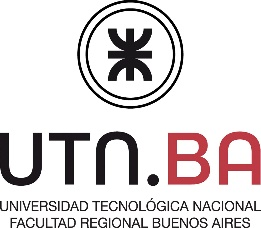 UTN.BA
UNIVERSIDAD TECNOLÓGICA NACIONAL
FACULTAD REGIONAL BUENOS AIRES